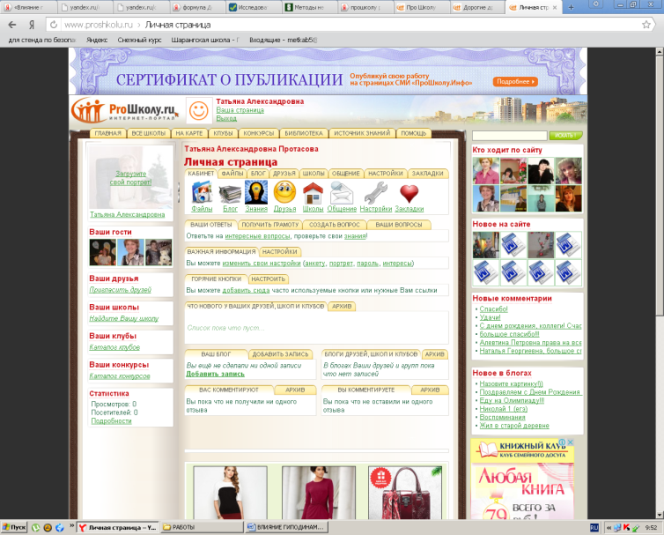 «Влияние
yandex.ru
yandex.ru
формула д
Исследова
Методы н
прошколу
Про Шко
Дорогие д
Личная ст
www.proshkolu.ru › Личная страница
для стенда по безопа
Яндекс
Снежный курс
Шарангская школа - Г
Входящие - metkab5@
СЕРТИФИКАТ О ПУБЛИКАЦИИ
Опубликуй свою работу
на страницах СМИ «ПроШколу.Инфо»
Подробнее
ProШколу.ru
ИНТЕРНЕТ-ПОРТАЛ
Татьяна Александровна
Ваша страница
Выход
ГЛАВНАЯ ВСЕ ШКОЛЫ НА КАРТЕ КЛУБЫ КОНКУРСЫ БИБЛИОТЕКА ИСТОЧНИК ЗНАНИЙ ПОМОЩЬ
Загрузите
свой портрет!
Татьяна Александровна
Ваши гости
Ваши друзья
Пригласить друзей
Ваши школы
Найдите Вашу школу
Ваши клубы
Каталог клубов
Ваши конкурсы
Каталог конкурсов
Статистика
Просмотров: 0
Посетителей: 0
Подробности
Татьяна Александровна Протасова
Личная страница
КАБИНЕТ ФАЙЛЫ БЛОГ ДРУЗЬЯ ШКОЛЫ ОБЩЕНИЕ НАСТРОЙКИ ЗАКЛАДКИ
Файлы Блог Знания Друзья Школы Общение Настройки Закладки
ВАШИ ОТВЕТЫ ПОЛУЧИТЬ ГРАМОТУ СОЗДАТЬ ВОПРОС ВАШИ ВОПРОСЫ
Ответьте на интересные вопросы, проверьте свои знания!
ВАЖНАЯ ИНФОРМАЦИЯ НАСТРОЙКИ
Вы можете изменить свои настройки (анкету, портрет, пароль, интересы)
ГОРЯЧИЕ КНОПКИ НАСТРОИТЬ
Вы можете добавить сюда часто используемые кнопки или нужные Вам ссылки
ЧТО НОВОГО У ВАШИХ ДРУЗЕЙ, ШКОЛ И КЛУБОВ АРХИВ
Список пока что пуст...
ВАШ БЛОГ ДОБАВИТЬ ЗАПИСЬ
Вы ещё не сделали ни одной записи
Добавить запись
БЛОГИ ДРУЗЕЙ, ШКОЛ И КЛУБОВ АРХИВ
В блогах Ваших друзей и групп пока
что нет записей
ВАС КОММЕНТИРУЮТ АРХИВ
Вы пока что не получили ни одного
отзыва
ВЫ КОММЕНТИРУЕТЕ АРХИВ
Вы пока что не оставили ни одного
отзыва
ИСКАТЬ !
Кто ходит по сайту
Новое на сайте
Новые комментарии
Спасибо!
Удачи!
С днем рождения, коллеги! Счас
большое спасибо!!!
Алевтина Петровна права на все
Наталья Георгиевна, большое с
Новое в блогах
Назовите картину!))
Поздравляем с Днем Рождения
Еду на Олимпиаду!!!
Николай 1 (егэ)
Воспоминания
Жил в старой деревне
КНИЖНЫЙ КЛУБ
КЛУБ СЕМЕЙНОГО ДОСУГА
Любая
КНИГА
79
ВСЕГО ЗА
Пуск
Личная страница – Y...
РАБОТЫ
ВЛИЯНИЕ ГИПОДИНАМ...
RU
9:52